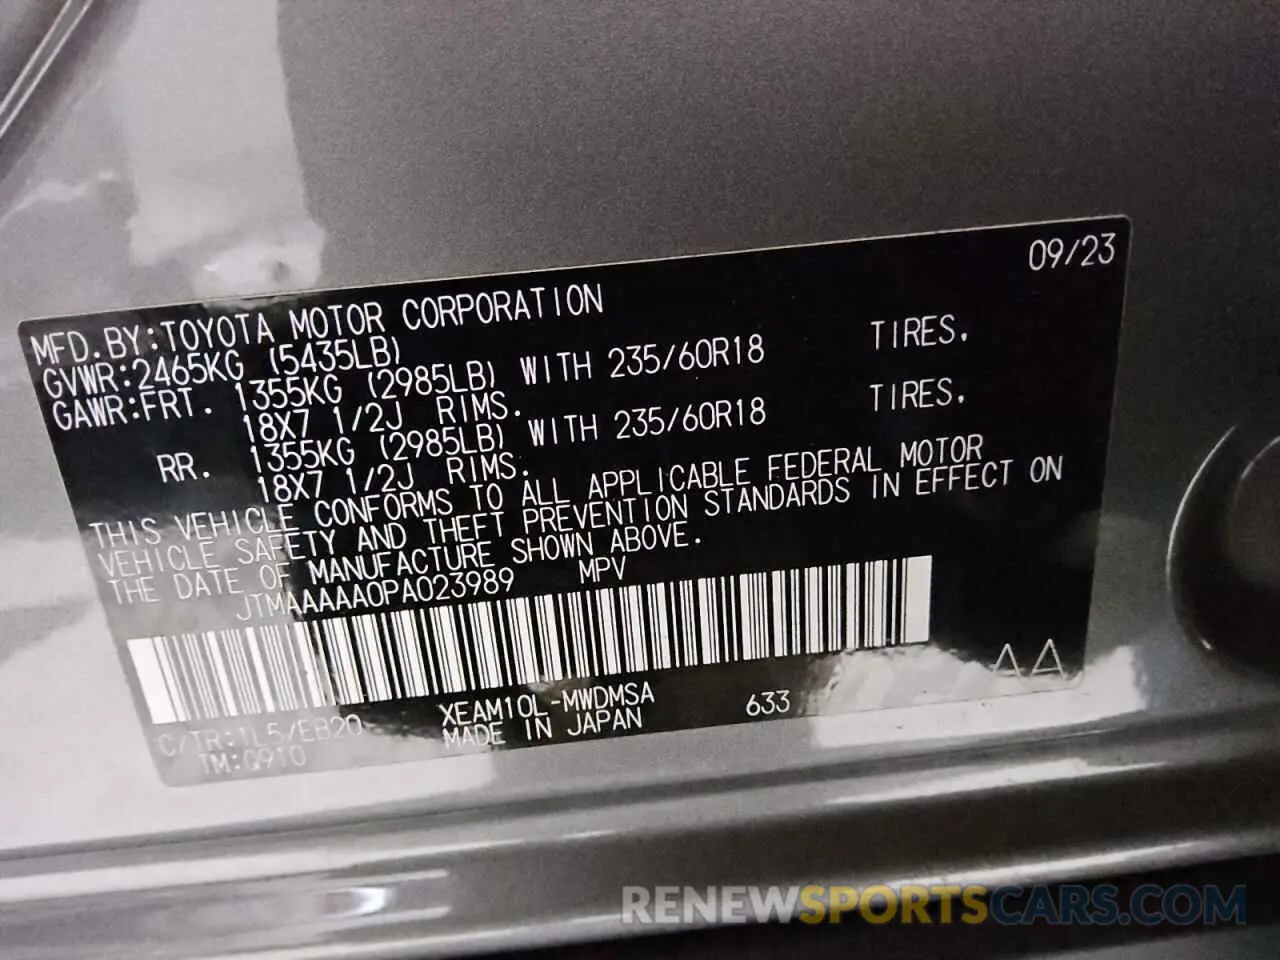 09/23
MFD.BY:TOYOTA MOTOR CORPORATION
GVWR:2465KG (5435LB)
GAWR:FRT. 1355KG (2985LB) WITH 235/60R18 TIRES.
18X7 1/2J RIMS.
RR. 1355KG (2985LB) WITH 235/60R18 TIRES.
18X7 1/2J RIMS.
THIS VEHICLE CONFORMS TO ALL APPLICABLE FEDERAL MOTOR
VEHICLE SAFETY AND THEFT PREVENTION STANDARDS IN EFFECT ON
THE DATE OF MANUFACTURE SHOWN ABOVE.
JTMAAAAA0PA023989 MPV
C/TR:1L5/EB20 XEAM10L-MWDMSA 633 AA
TM:Q910 MADE IN JAPAN
RENEWSPORTSCARS.COM